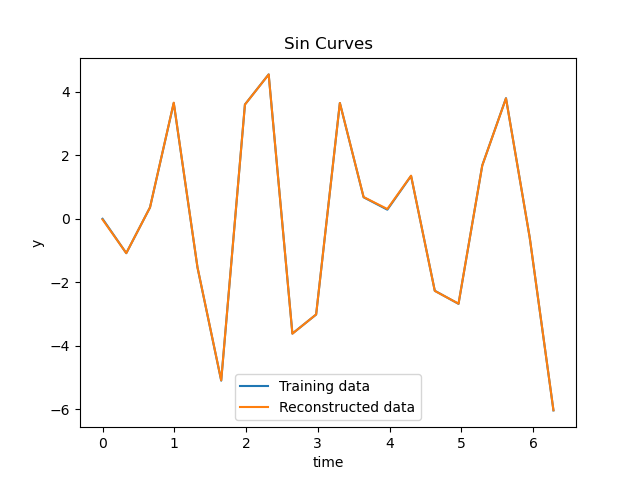 Sin Curves
4
2
0
−2
−4
−6
y
Training data
Reconstructed data
0 1 2 3 4 5 6
time